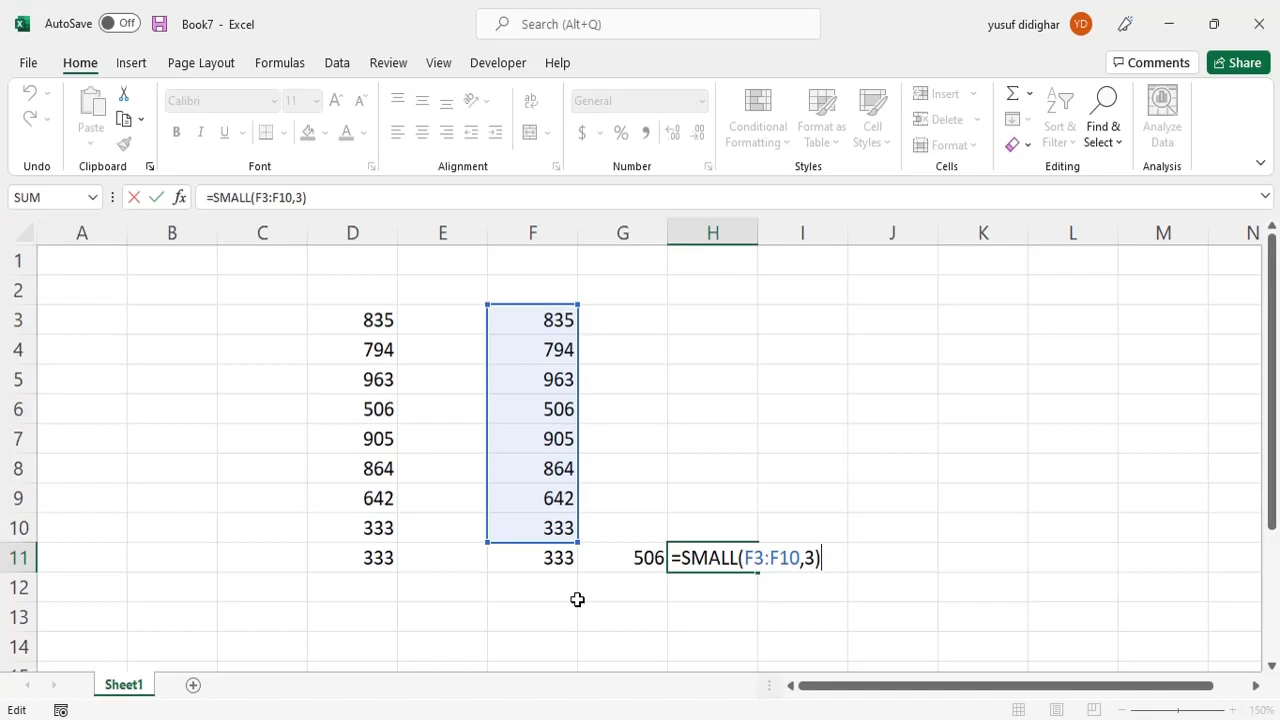 AutoSave Off Book7 - Excel Search (Alt+Q) yusuf didighar YD
File Home Insert Page Layout Formulas Data Review View Developer Help Comments Share
Calibri 11 General Insert
Paste Delete
B I U $ % Conditional Formatting Format as Table Cell Styles Format Sort & Filter Find & Select Analyze Data
Undo Clipboard Font Alignment Number Styles Cells Editing Analysis
SUM fx =SMALL(F3:F10,3)
A B C D E F G H I J K L M N
1
2
3 835 835
4 794 794
5 963 963
6 506 506
7 905 905
8 864 864
9 642 642
10 333 333
11 333 333 506 =SMALL(F3:F10,3)
12
13
14
Sheet1
Edit 150%